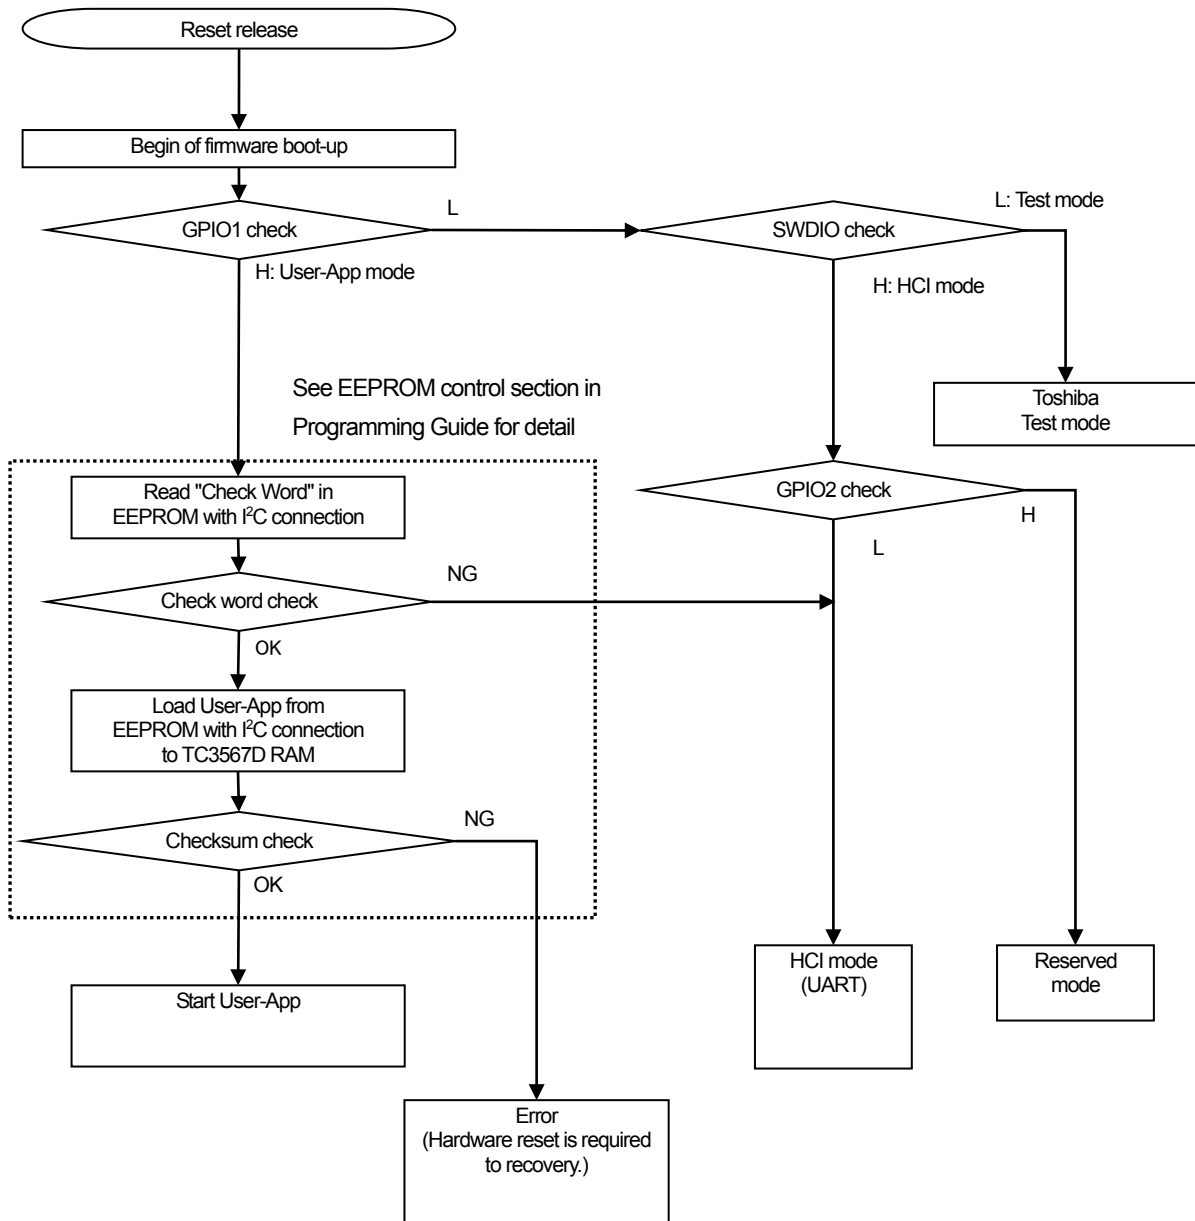 Reset release
Begin of firmware boot-up
GPIO1 check
L
SWDIO check
L: Test mode
H: User-App mode
H: HCI mode
See EEPROM control section in
Programming Guide for detail
Toshiba
Test mode
Read "Check Word" in
EEPROM with I²C connection
GPIO2 check
H
L
Check word check
NG
OK
Load User-App from
EEPROM with I²C connection
to TC3567D RAM
Checksum check
NG
OK
Start User-App
HCI mode
(UART)
Reserved
mode
Error
(Hardware reset is required
to recovery.)